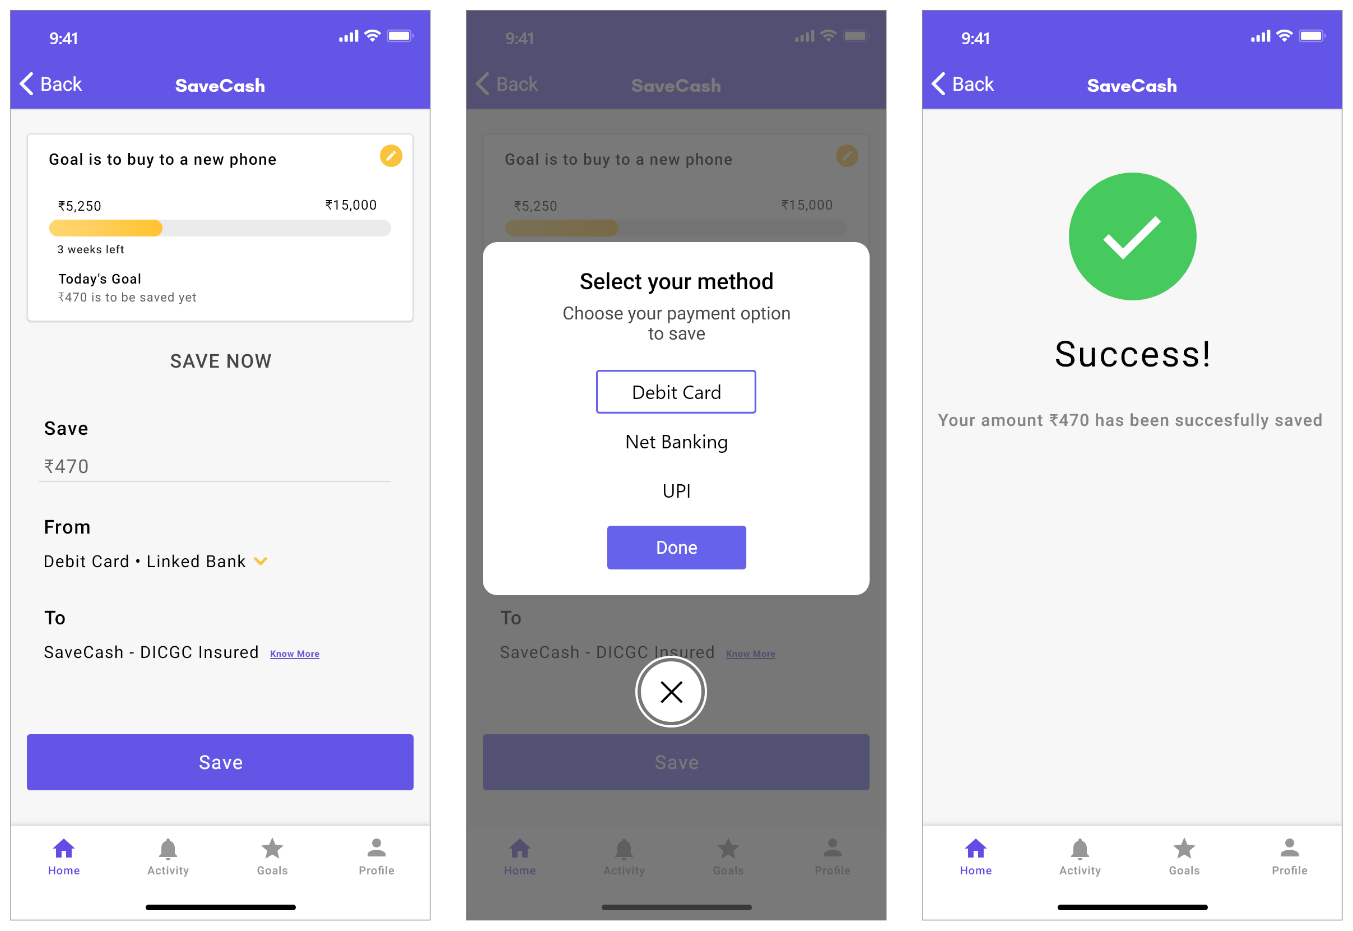 9:41
Back
SaveCash
Goal is to buy to a new phone
₹5,250 ₹15,000
3 weeks left
Today's Goal
₹470 is to be saved yet
SAVE NOW
Save
₹470
From
Debit Card • Linked Bank
To
SaveCash - DICGC Insured Know More
Save
Home Activity Goals Profile
9:41
Back
SaveCash
Goal is to buy to a new phone
₹5,250 ₹15,000
Select your method
Choose your payment option
to save
Debit Card
Net Banking
UPI
Done
To
SaveCash - DICGC Insured Know More
Save
Home Activity Goals Profile
9:41
Back
SaveCash
Success!
Your amount ₹470 has been succesfully saved
Home Activity Goals Profile